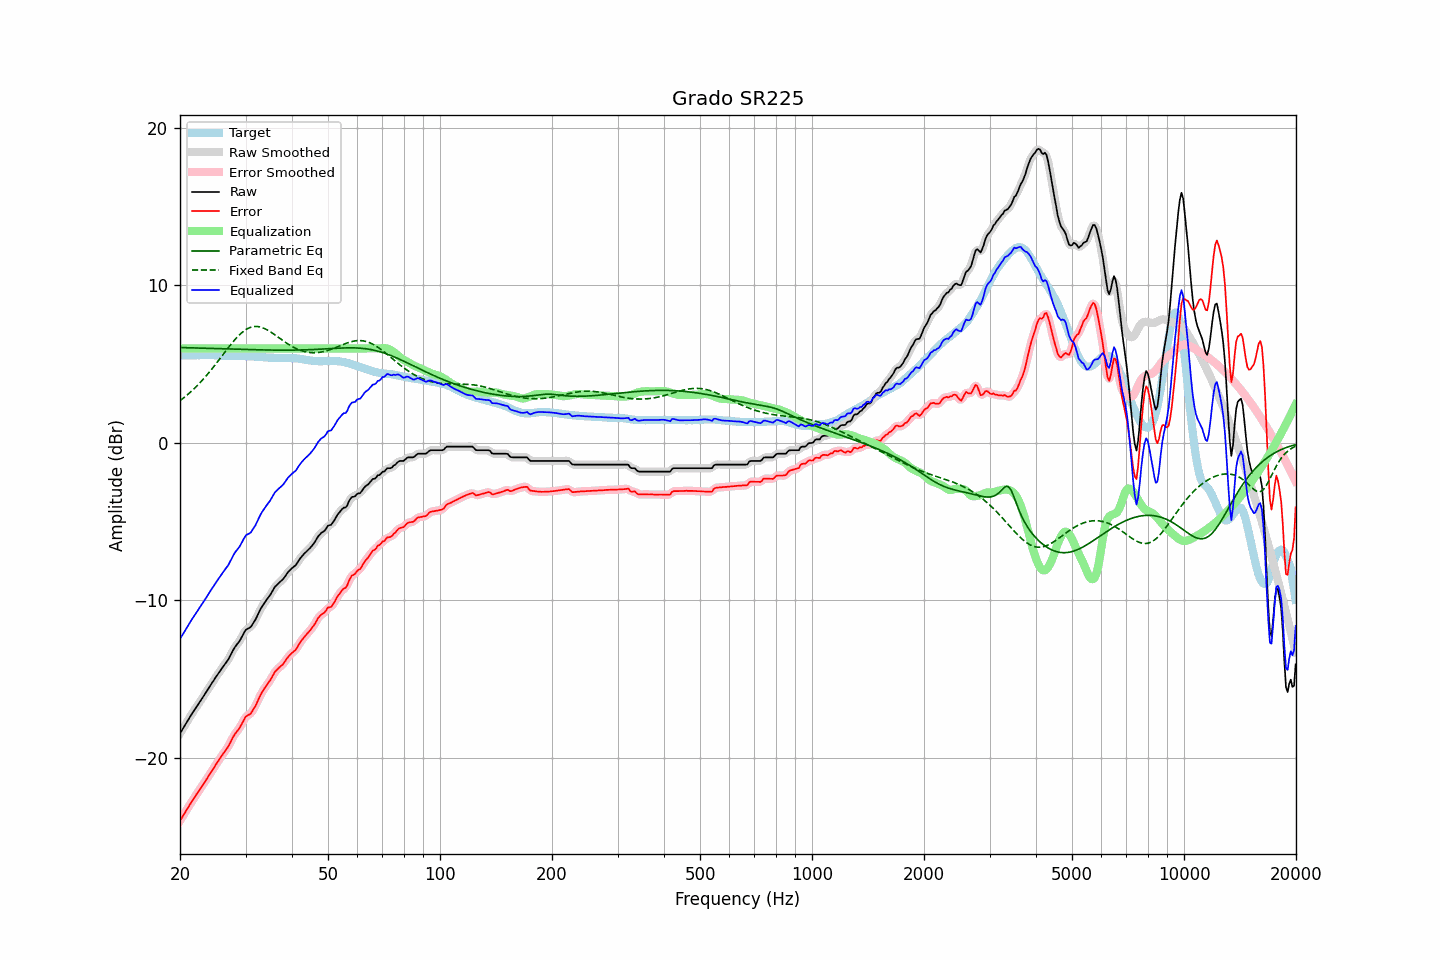 Grado SR225
Target
Raw Smoothed
Error Smoothed
Raw
Error
Equalization
Parametric Eq
Fixed Band Eq
Equalized
20
10
0
−10
−20
Amplitude (dBr)
20 50 100 200 500 1000 2000 5000 10000 20000
Frequency (Hz)